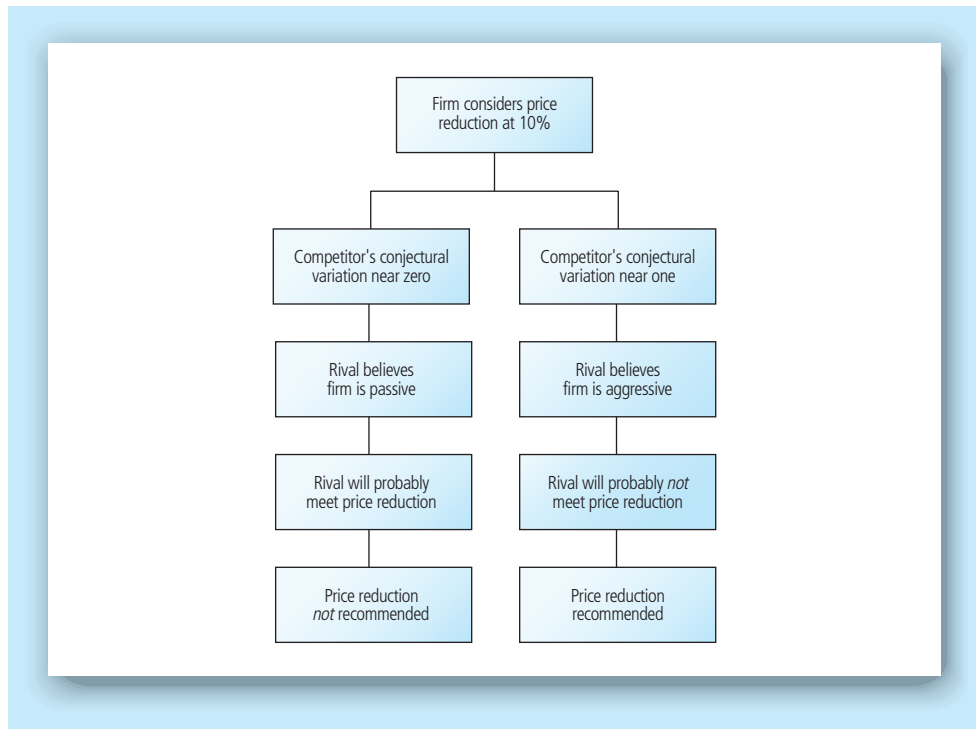 Firm considers price
reduction at 10%
Competitor's conjectural
variation near zero
Competitor's conjectural
variation near one
Rival believes
firm is passive
Rival believes
firm is aggressive
Rival will probably
meet price reduction
Rival will probably not
meet price reduction
Price reduction
not recommended
Price reduction
recommended